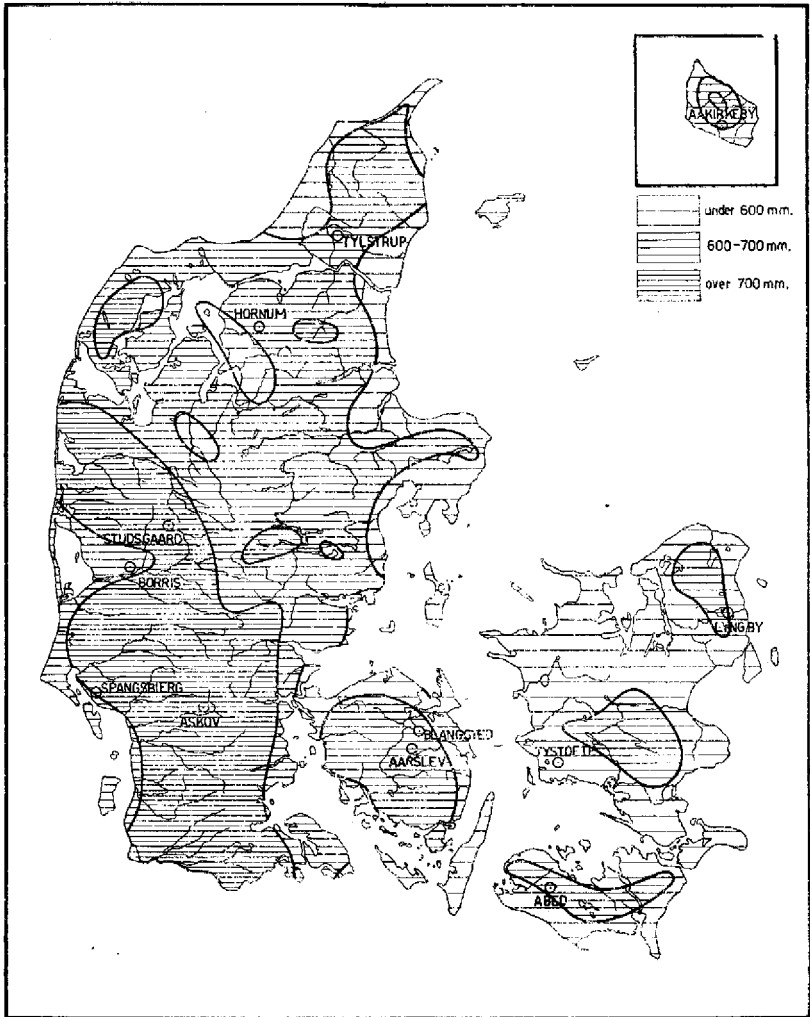 AAKIRKEBY
under 600 mm.
600-700 mm.
over 700 mm.
TYLSTRUP
HORNUM
STUDSGAARD
BORRIS
LYNGBY
SPANGSBJERG
ASKOV
BLANGSTED
AARSLEV
TYSTOFTE
ABED